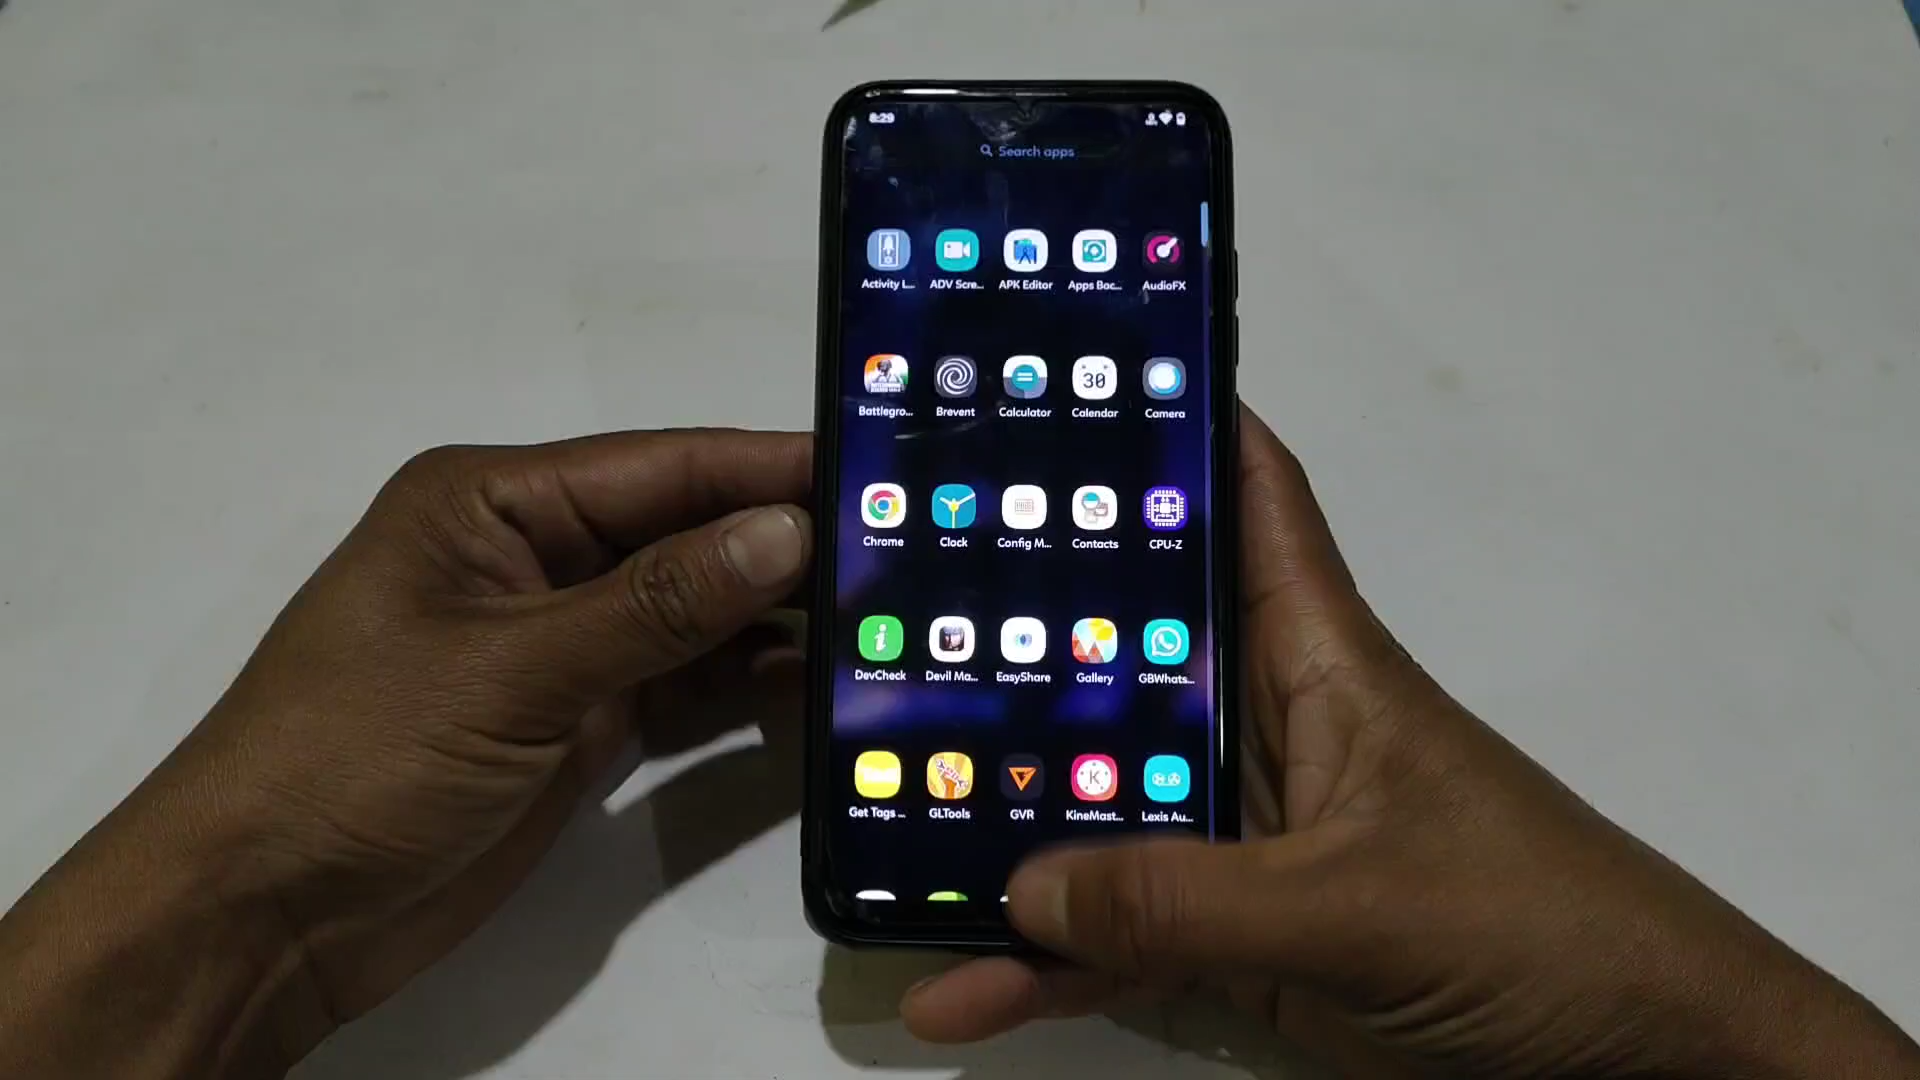 8:29
Search apps
Activity L... ADV Scre... APK Editor Apps Bac... AudioFX
Battlegro... Brevent Calculator Calendar Camera
30
Chrome Clock Config M... Contacts CPU-Z
DevCheck Devil Ma... EasyShare Gallery GBWhats...
K
Get Tags ... GLTools GVR KineMast... Lexis Au...